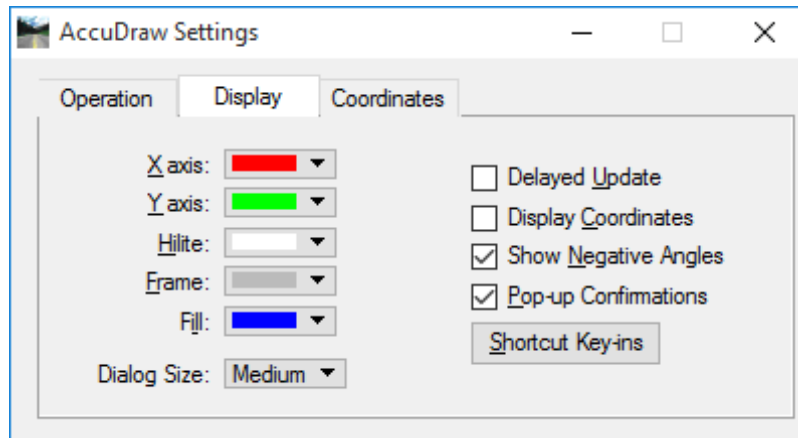 AccuDraw Settings
Operation
Display
Coordinates
X axis:
Y axis:
Hilite:
Frame:
Fill:
Dialog Size: Medium
Delayed Update
Display Coordinates
Show Negative Angles
Pop-up Confirmations
Shortcut Key-ins